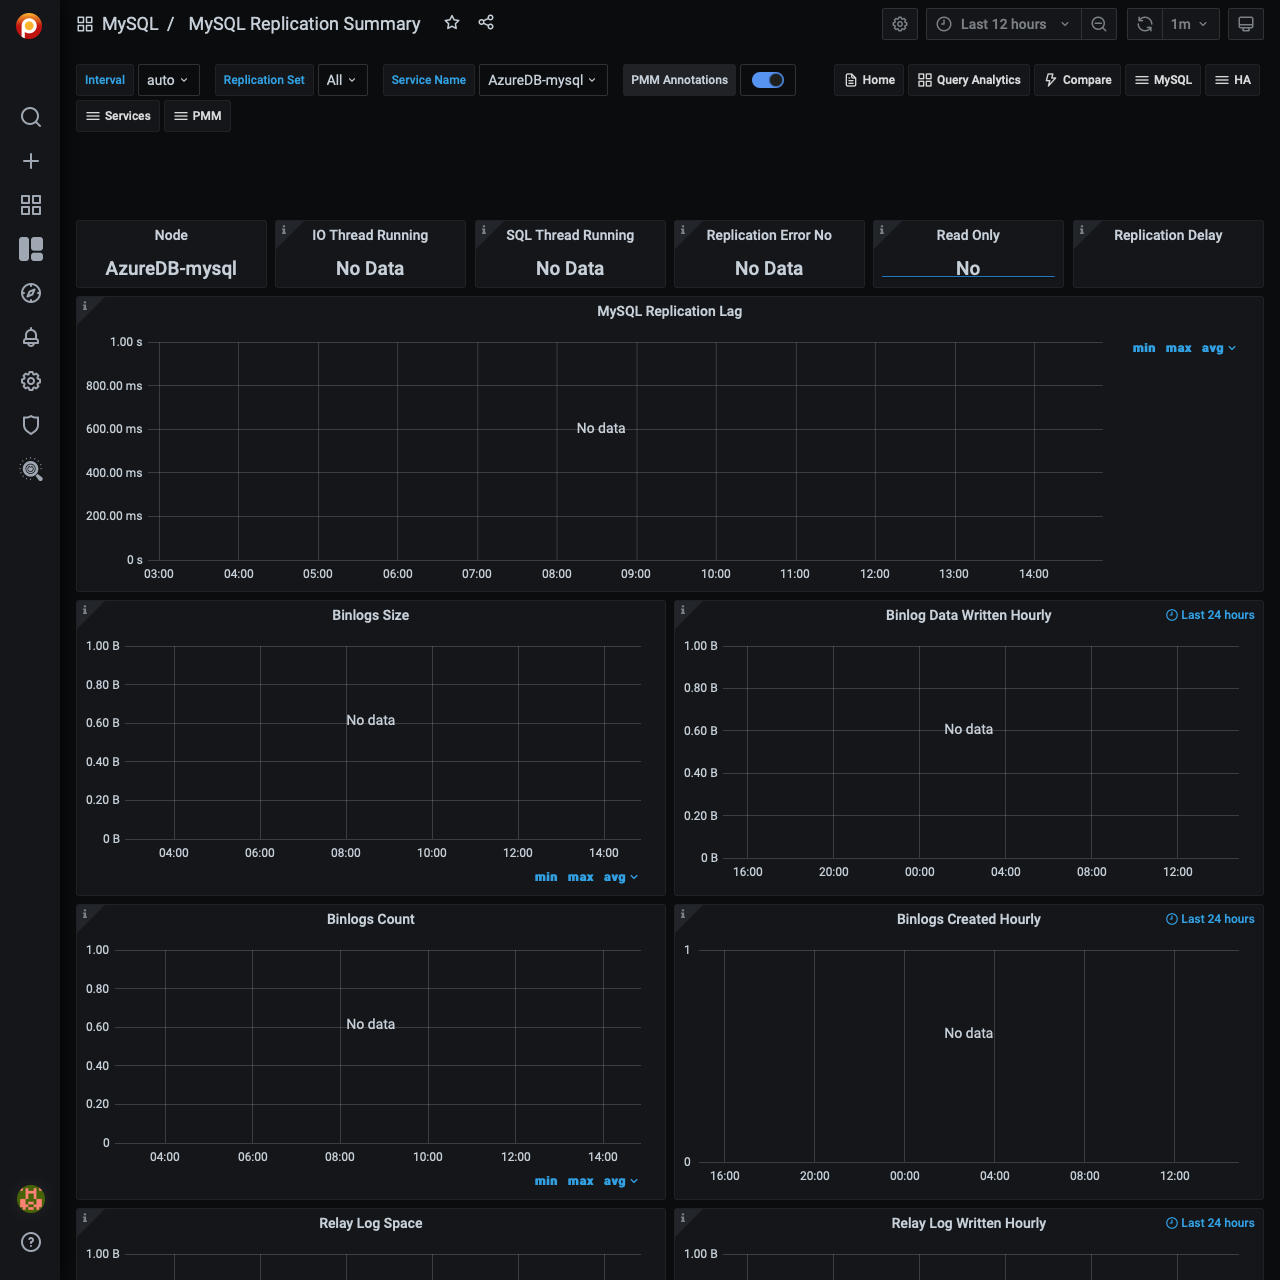 MySQL / MySQL Replication Summary
Last 12 hours
1m
Interval auto Replication Set All Service Name AzureDB-mysql PMM Annotations Home Query Analytics Compare MySQL HA
Services PMM
Node
AzureDB-mysql
IO Thread Running
No Data
SQL Thread Running
No Data
Replication Error No
No Data
Read Only
No
Replication Delay
MySQL Replication Lag
min max avg
1.00 s
800.00 ms
600.00 ms
400.00 ms
200.00 ms
0 s
No data
03:00 04:00 05:00 06:00 07:00 08:00 09:00 10:00 11:00 12:00 13:00 14:00
Binlogs Size
1.00 B
0.80 B
0.60 B
0.40 B
0.20 B
0 B
No data
04:00 06:00 08:00 10:00 12:00 14:00
min max avg
Binlog Data Written Hourly
Last 24 hours
1.00 B
0.80 B
0.60 B
0.40 B
0.20 B
0 B
No data
16:00 20:00 00:00 04:00 08:00 12:00
Binlogs Count
1.00
0.80
0.60
0.40
0.20
0
No data
04:00 06:00 08:00 10:00 12:00 14:00
min max avg
Binlogs Created Hourly
Last 24 hours
1
0
No data
16:00 20:00 00:00 04:00 08:00 12:00
Relay Log Space
1.00 B
Relay Log Written Hourly
Last 24 hours
1.00 B